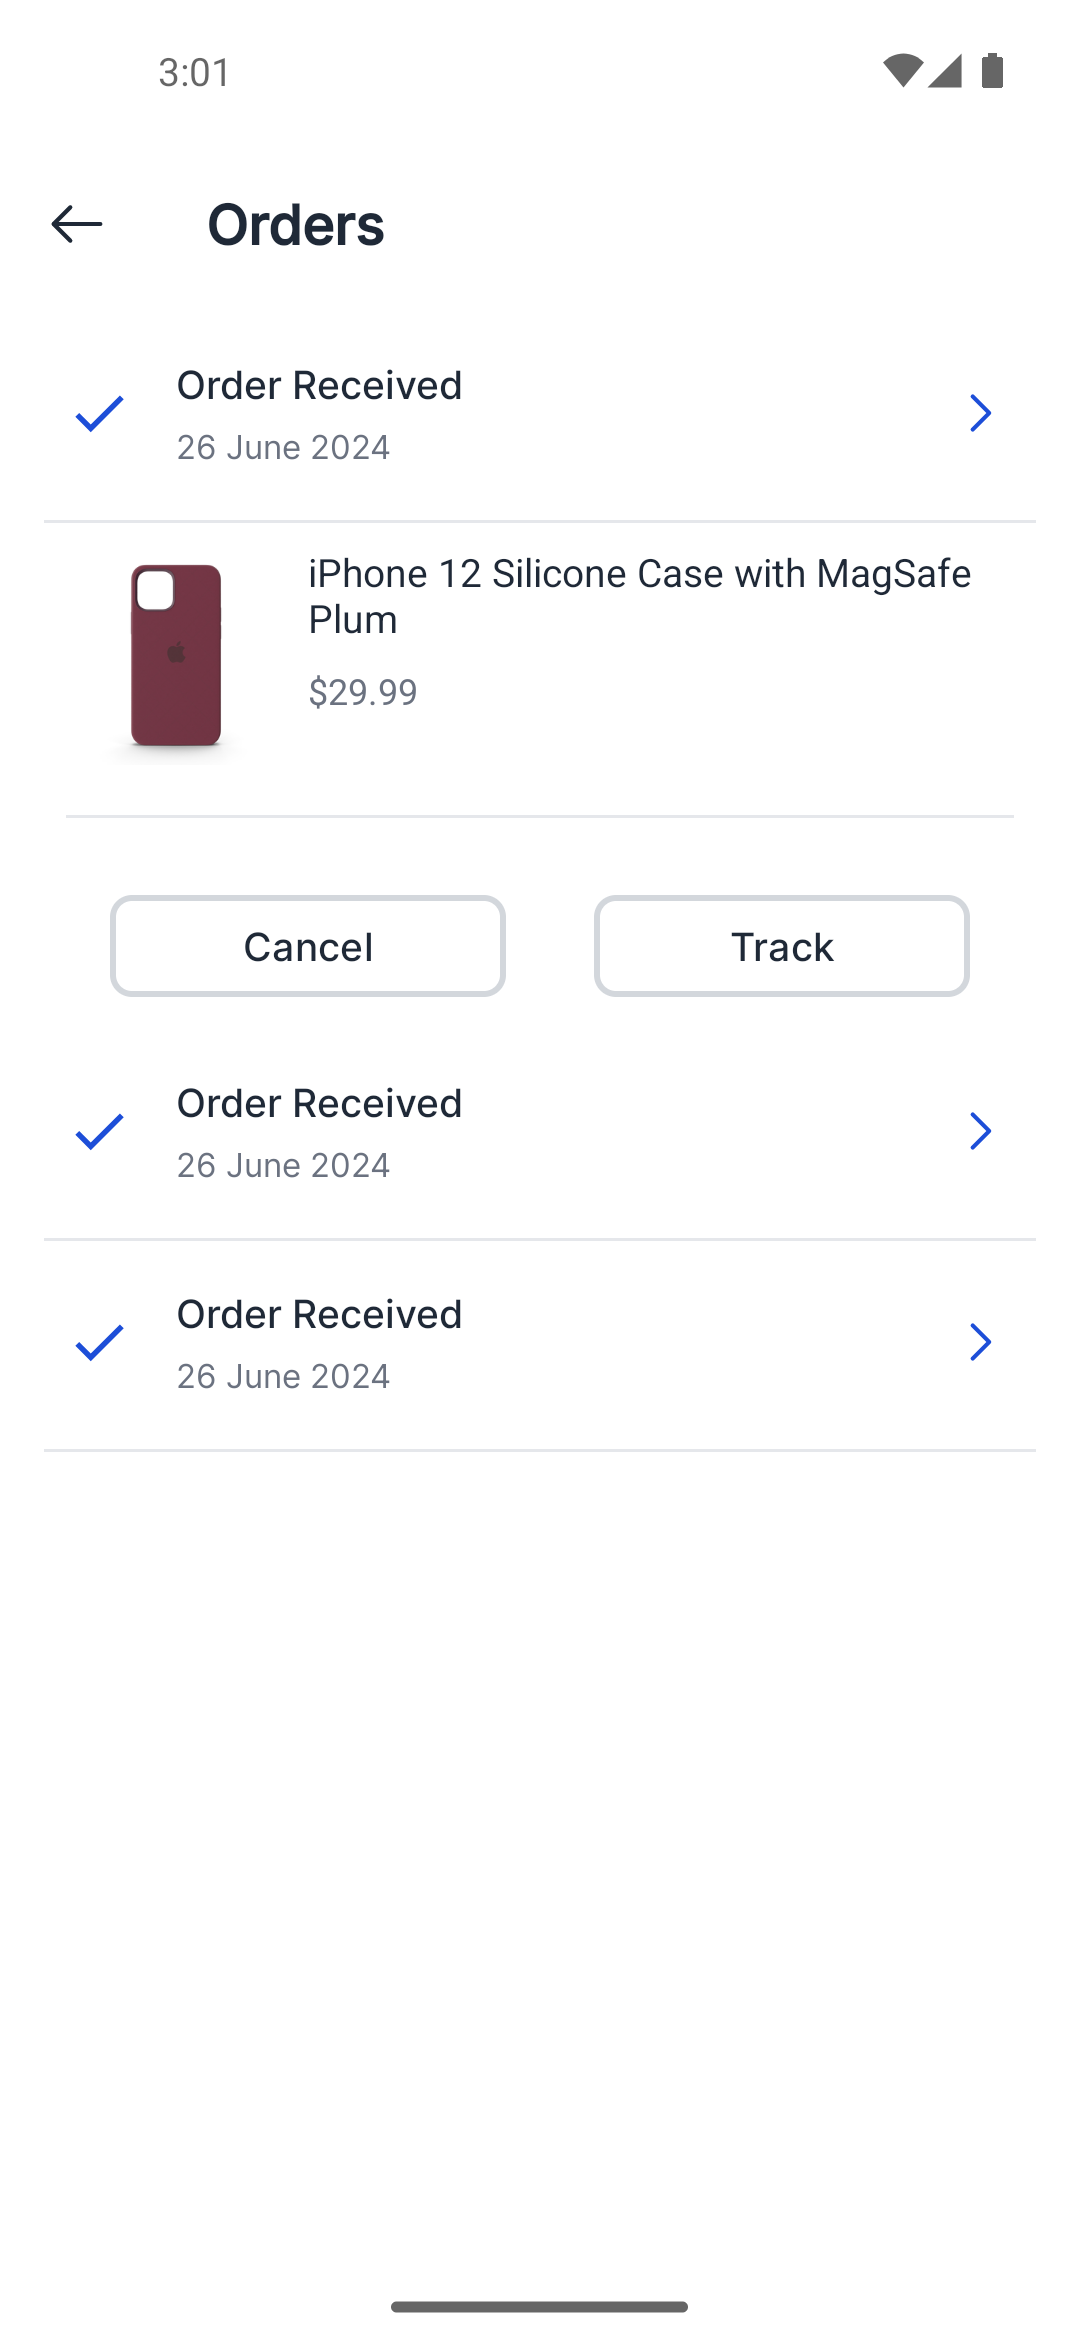 3:01
Orders
Order Received
26 June 2024
iPhone 12 Silicone Case with MagSafe
Plum
$29.99
Cancel
Track
Order Received
26 June 2024
Order Received
26 June 2024